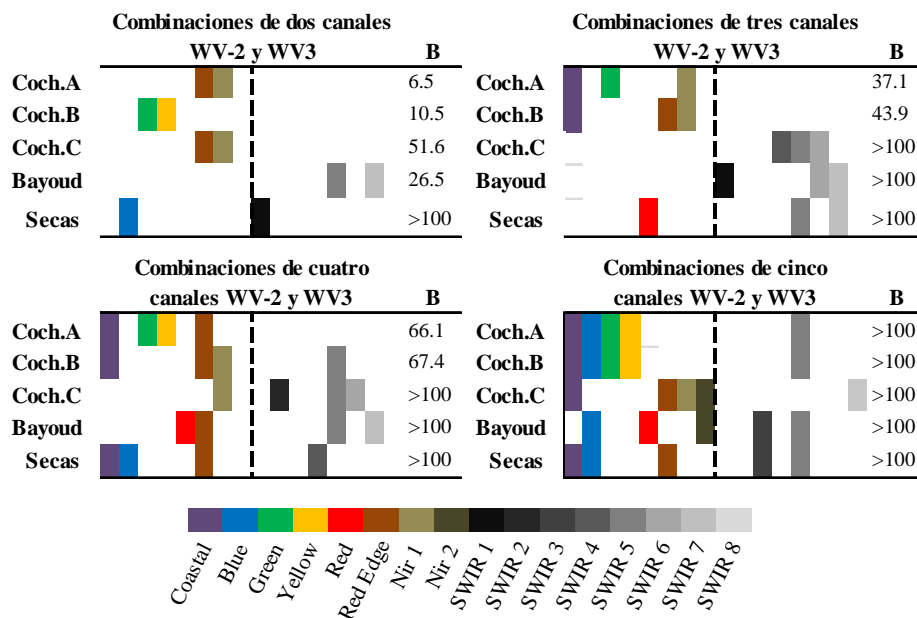 Combinaciones de dos canales
WV-2 y WV3 B
Coch.A 6.5
Coch.B 10.5
Coch.C 51.6
Bayoud 26.5
Secas >100
Combinaciones de tres canales
WV-2 y WV3 B
Coch.A 37.1
Coch.B 43.9
Coch.C >100
Bayoud >100
Secas >100
Combinaciones de cuatro
canales WV-2 y WV3 B
Coch.A 66.1
Coch.B 67.4
Coch.C >100
Bayoud >100
Secas >100
Combinaciones de cinco
canales WV-2 y WV3 B
Coch.A >100
Coch.B >100
Coch.C >100
Bayoud >100
Secas >100
Coastal
Blue
Green
Yellow
Red
Red Edge
Nir 1
Nir 2
SWIR 1
SWIR 2
SWIR 3
SWIR 4
SWIR 5
SWIR 6
SWIR 7
SWIR 8